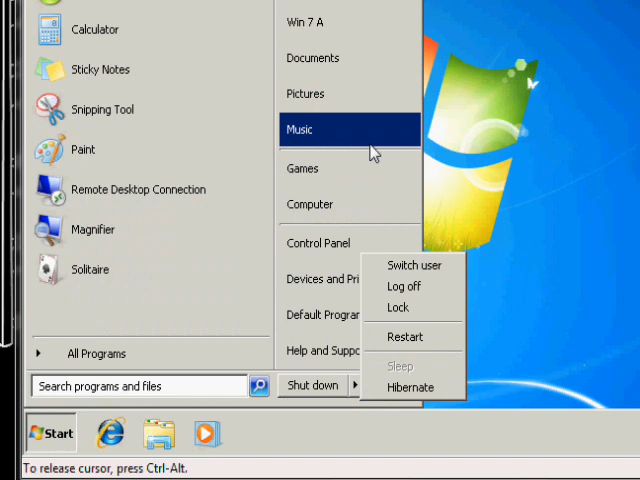 Calculator
Sticky Notes
Snipping Tool
Paint
Remote Desktop Connection
Magnifier
Solitaire
All Programs
Search programs and files
Win 7 A
Documents
Pictures
Music
Games
Computer
Control Panel
Devices and Pri
Default Prograr
Help and Suppo
Shut down
Switch user
Log off
Lock
Restart
Sleep
Hibernate
Start
To release cursor, press Ctrl-Alt.